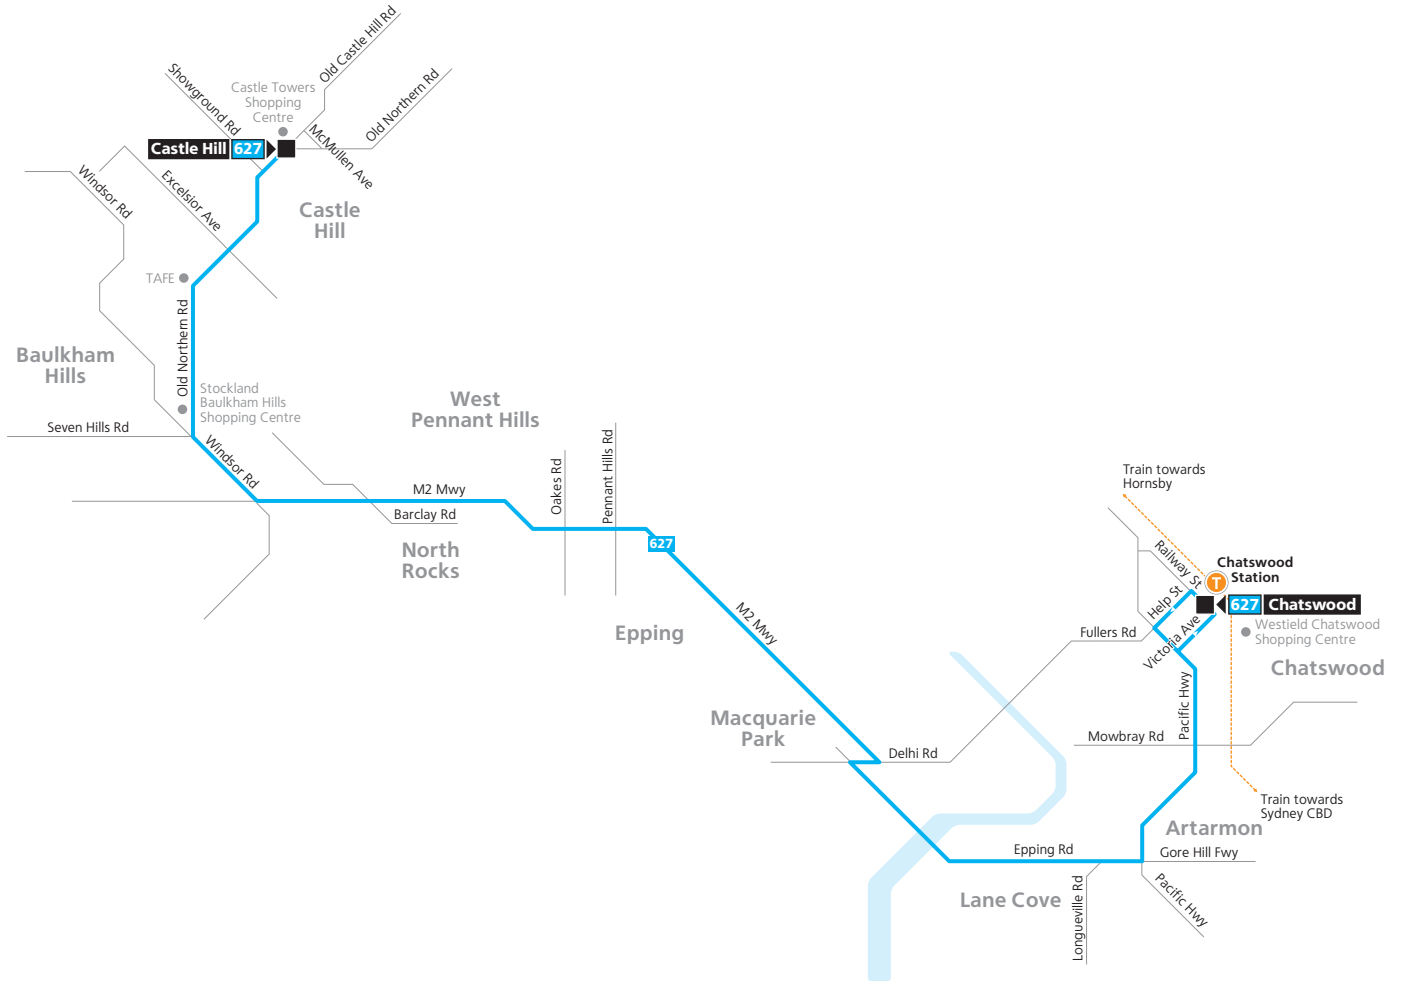 Old Castle Hill Rd
Showground Rd
Castle Towers
Shopping
Centre
Old Northern Rd
McMullen Ave
Castle Hill 627
Windsor Rd
Excelsior Ave
Castle
Hill
TAFE
Old Northern Rd
Baulkham
Hills
Stockland
Baulkham Hills
Shopping Centre
Seven Hills Rd
Windsor Rd
West
Pennant Hills
M2 Mwy
Barclay Rd
North
Rocks
Oakes Rd
Pennant Hills Rd
627
Epping
M2 Mwy
Macquarie
Park
Delhi Rd
Train towards
Hornsby
Railway St
Chatswood
Station
T
Help St
627 Chatswood
Victoria Ave
Westield Chatswood
Shopping Centre
Fullers Rd
Chatswood
Pacific Hwy
Mowbray Rd
Train towards
Sydney CBD
Artarmon
Epping Rd
Gore Hill Fwy
Lane Cove
Longueville Rd
Pacific Hwy